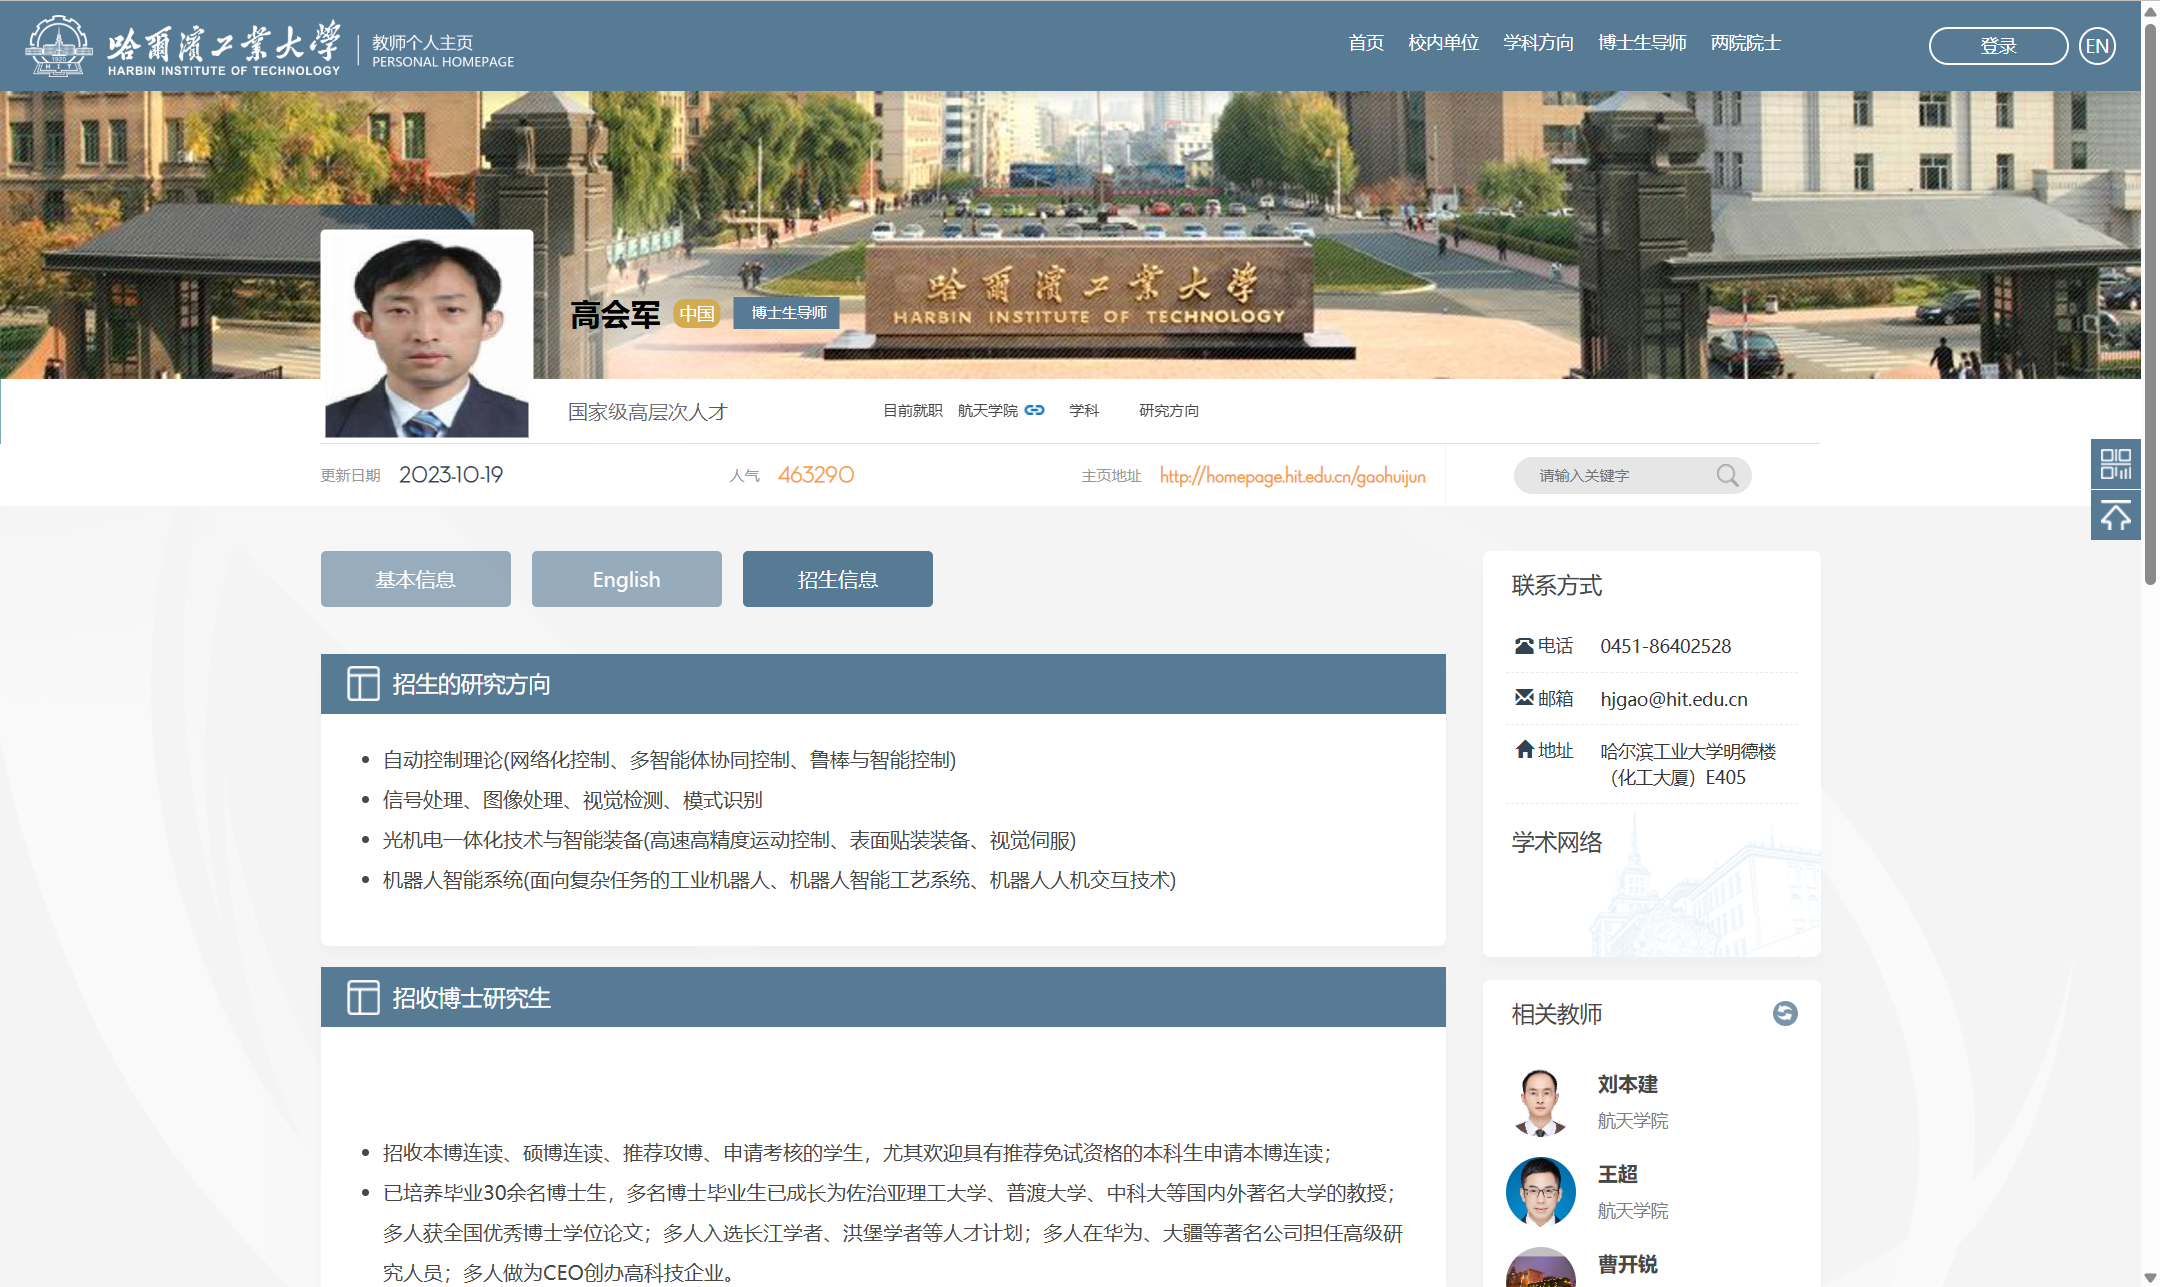 哈爾濱工業大學
HARBIN INSTITUTE OF TECHNOLOGY
教师个人主页
PERSONAL HOMEPAGE
首页 校内单位 学科方向 博士生导师 两院院士
登录 EN
哈爾濱工業大學
HARBIN INSTITUTE OF TECHNOLOGY
高会军 中国 博士生导师
国家级高层次人才 目前就职 航天学院 学科 研究方向
更新日期 2023-10-19 人气 463290 主页地址 http://homepage.hit.edu.cn/gaohuijun 请输入关键字
基本信息 English 招生信息
招生的研究方向
• 自动控制理论(网络化控制、多智能体协同控制、鲁棒与智能控制)
• 信号处理、图像处理、视觉检测、模式识别
• 光机电一体化技术与智能装备(高速高精度运动控制、表面贴装装备、视觉伺服)
• 机器人智能系统(面向复杂任务的工业机器人、机器人智能工艺系统、机器人人机交互技术)
招收博士研究生
• 招收本博连读、硕博连读、推荐攻博、申请考核的学生，尤其欢迎具有推荐免试资格的本科生申请本博连读；
• 已培养毕业30余名博士生，多名博士毕业生已成长为佐治亚理工大学、普渡大学、中科大等国内外著名大学的教授；
多人获全国优秀博士学位论文；多人入选长江学者、洪堡学者等人才计划；多人在华为、大疆等著名公司担任高级研
究人员；多人做为CEO创办高科技企业。
联系方式
电话 0451-86402528
邮箱 hjgao@hit.edu.cn
地址 哈尔滨工业大学明德楼
（化工大厦）E405
学术网络
相关教师
刘本建
航天学院
王超
航天学院
曹开锐